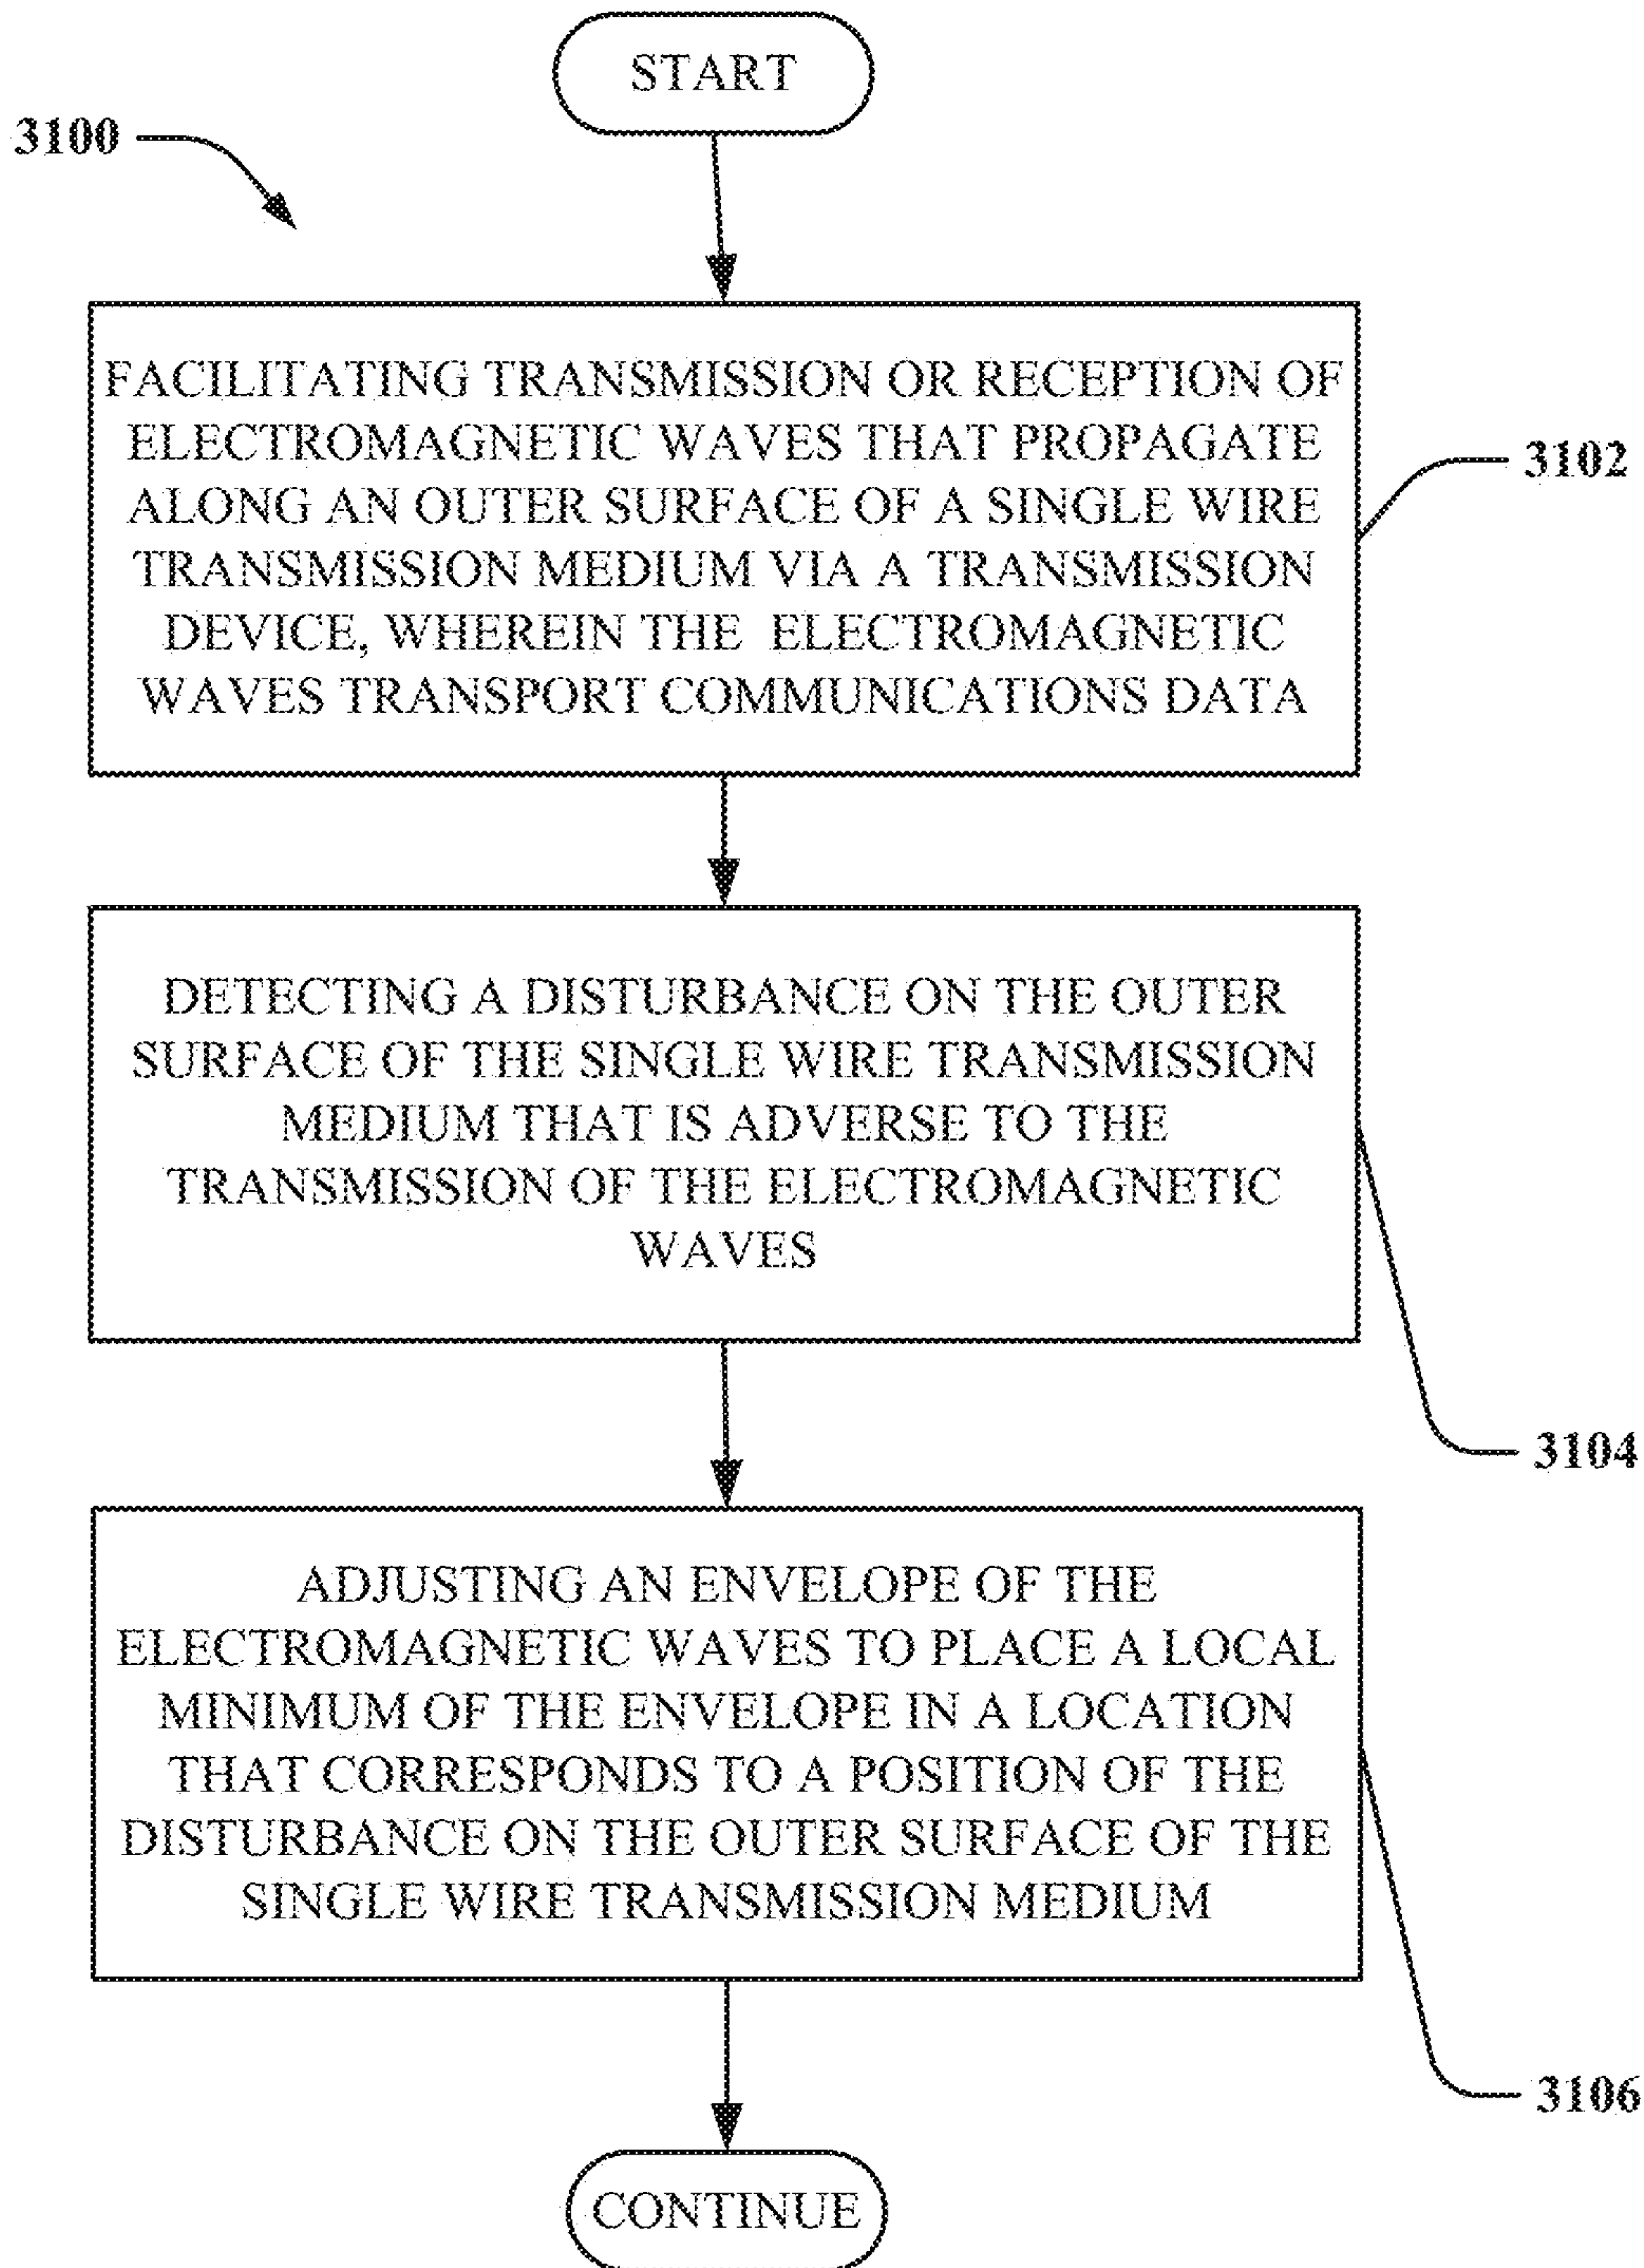 START
3100
FACILITATING TRANSMISSION OR RECEPTION OF
ELECTROMAGNETIC WAVES THAT PROPAGATE
ALONG AN OUTER SURFACE OF A SINGLE WIRE
TRANSMISSION MEDIUM VIA A TRANSMISSION
DEVICE, WHEREIN THE ELECTROMAGNETIC
WAVES TRANSPORT COMMUNICATIONS DATA
3102
DETECTING A DISTURBANCE ON THE OUTER
SURFACE OF THE SINGLE WIRE TRANSMISSION
MEDIUM THAT IS ADVERSE TO THE
TRANSMISSION OF THE ELECTROMAGNETIC
WAVES
3104
ADJUSTING AN ENVELOPE OF THE
ELECTROMAGNETIC WAVES TO PLACE A LOCAL
MINIMUM OF THE ENVELOPE IN A LOCATION
THAT CORRESPONDS TO A POSITION OF THE
DISTURBANCE ON THE OUTER SURFACE OF THE
SINGLE WIRE TRANSMISSION MEDIUM
3106
CONTINUE